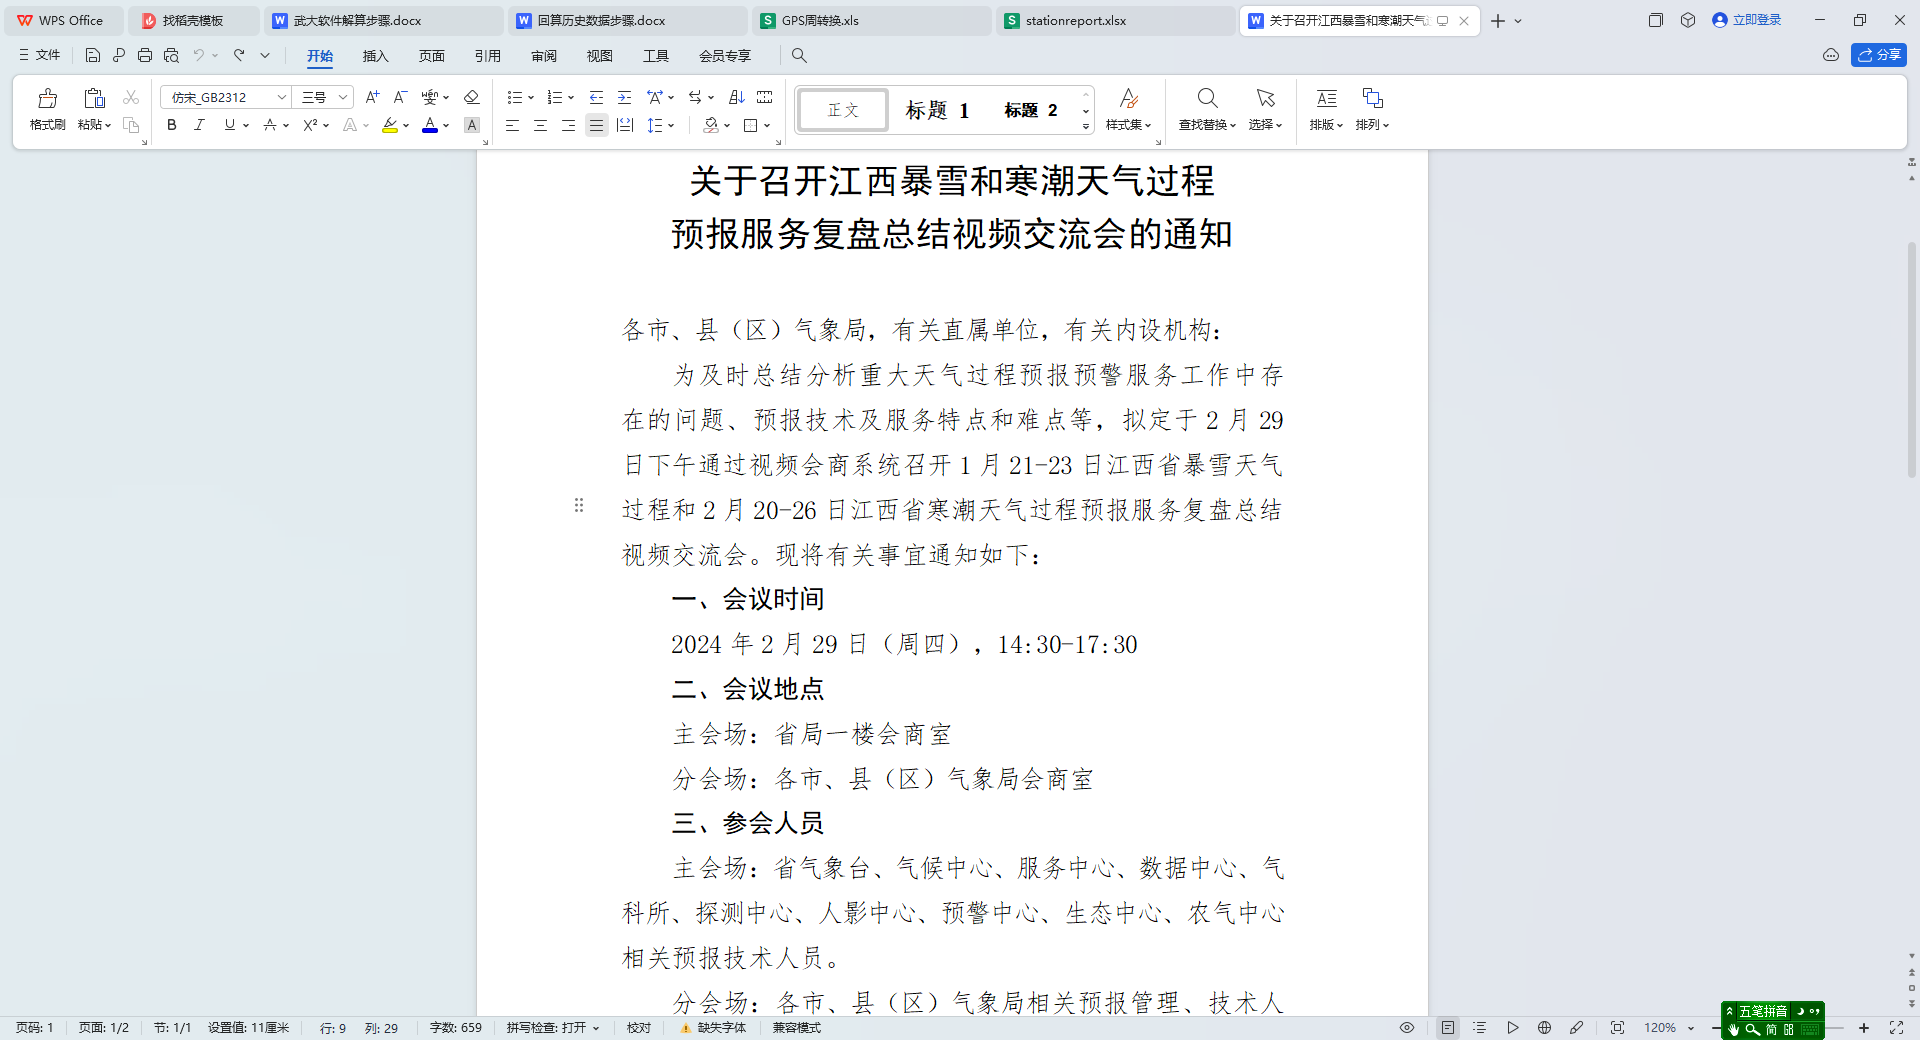 WPS Office
找稻壳模板
武大软件解算步骤.docx
回算历史数据步骤.docx
GPS周转换.xls
stationreport.xlsx
关于召开江西暴雪和寒潮天气
立即登录
文件
开始
插入
页面
引用
审阅
视图
工具
会员专享
分享
格式刷
粘贴
仿宋_GB2312
三号
正文
标题 1
标题 2
样式集
查找替换
选择
排版
排列
关于召开江西暴雪和寒潮天气过程
预报服务复盘总结视频交流会的通知
各市、县（区）气象局，有关直属单位，有关内设机构：
为及时总结分析重大天气过程预报预警服务工作中存
在的问题、预报技术及服务特点和难点等，拟定于 2 月 29
日下午通过视频会商系统召开 1 月 21-23 日江西省暴雪天气
过程和 2 月 20-26 日江西省寒潮天气过程预报服务复盘总结
视频交流会。现将有关事宜通知如下：
一、会议时间
2024 年 2 月 29 日（周四），14:30-17:30
二、会议地点
主会场：省局一楼会商室
分会场：各市、县（区）气象局会商室
三、参会人员
主会场：省气象台、气候中心、服务中心、数据中心、气
科所、探测中心、人影中心、预警中心、生态中心、农气中心
相关预报技术人员。
分会场：各市、县（区）气象局相关预报管理、技术人
五笔拼音
简
页码: 1
页面: 1/2
节: 1/1
设置值: 11厘米
行: 9
列: 29
字数: 659
拼写检查: 打开
校对
缺失字体
兼容模式
120%